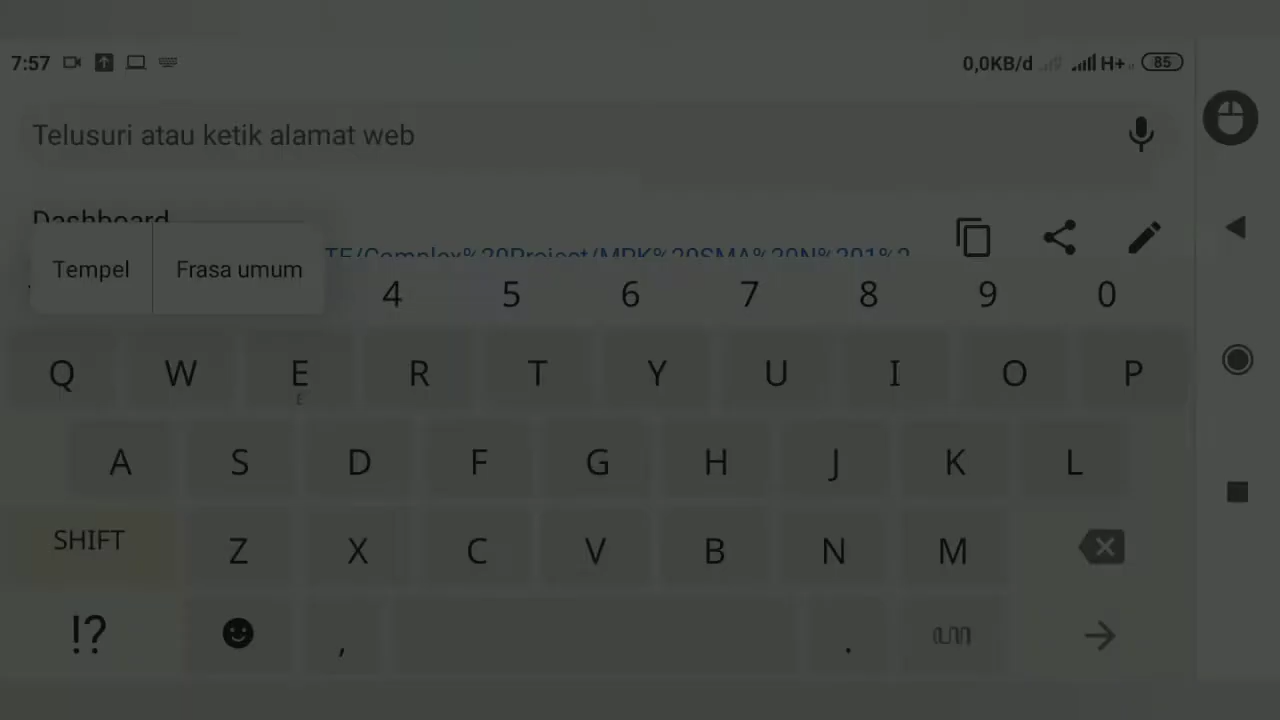 7:57 0,0KB/d H+ 85
Telusuri atau ketik alamat web
Dashboard
TE/Complex%20Project/MPK%20SMA%20N%201%2
Tempel Frasa umum
4 5 6 7 8 9 0
Q W E R T Y U I O P
E
A S D F G H J K L
SHIFT Z X C V B N M
!? , .